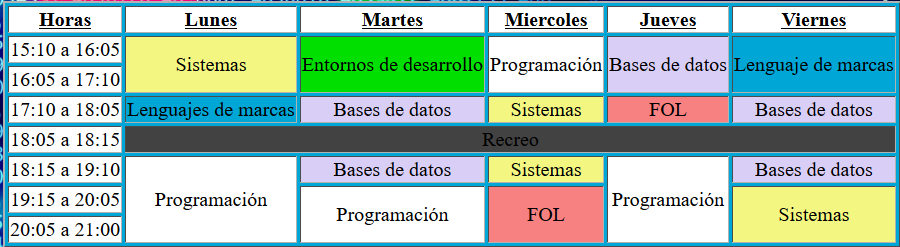 Horas Lunes Martes Miercoles Jueves Viernes
15:10 a 16:05 Sistemas Entornos de desarrollo Programación Bases de datos Lenguaje de marcas
16:05 a 17:10
17:10 a 18:05 Lenguajes de marcas Bases de datos Sistemas FOL Bases de datos
18:05 a 18:15 Recreo
18:15 a 19:10 Programación Bases de datos Sistemas Programación Bases de datos
19:15 a 20:05 Programación FOL Sistemas
20:05 a 21:00